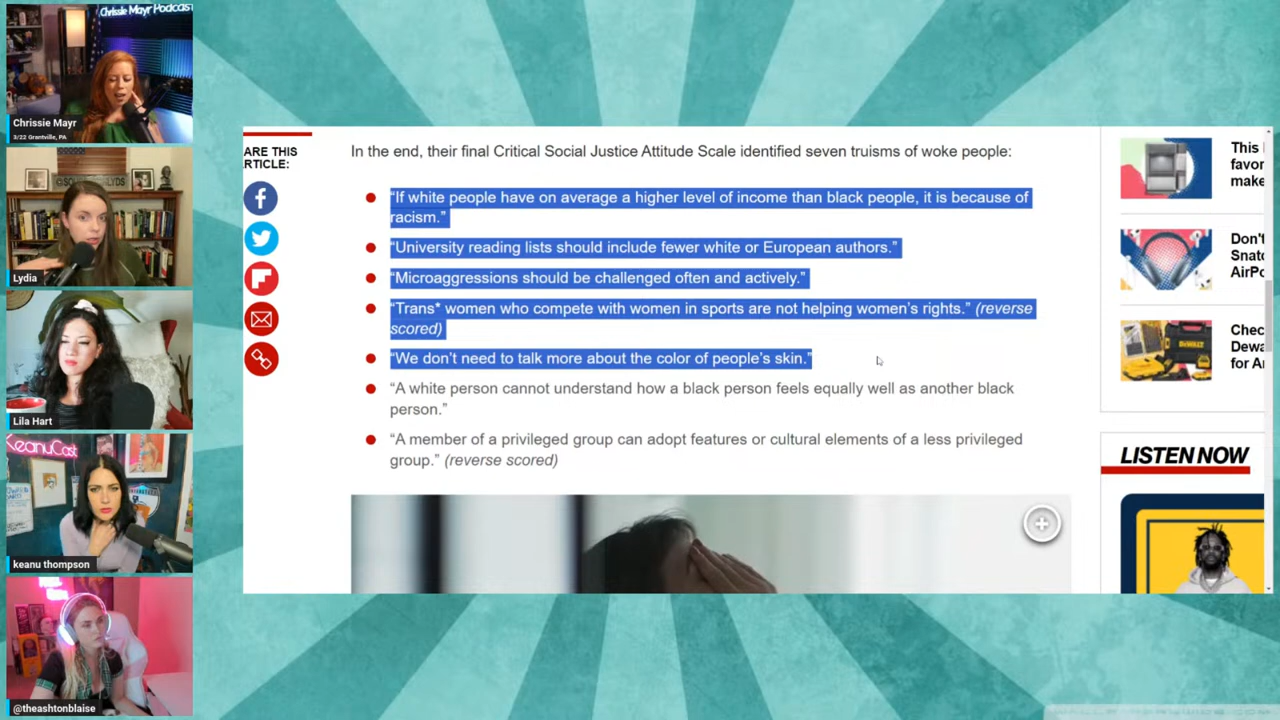 Chrissie Mayr Podcast
Chrissie Mayr
3/22 Grantville, PA
Lydia
Lila Hart
KeanuCast
keanu thompson
@theashtonblaise
ARE THIS
RTICLE:
In the end, their final Critical Social Justice Attitude Scale identified seven truisms of woke people:
“If white people have on average a higher level of income than black people, it is because of
racism.”
“University reading lists should include fewer white or European authors.”
“Microaggressions should be challenged often and actively.”
“Trans* women who compete with women in sports are not helping women’s rights.” (reverse
scored)
“We don’t need to talk more about the color of people’s skin.”
“A white person cannot understand how a black person feels equally well as another black
person.”
“A member of a privileged group can adopt features or cultural elements of a less privileged
group.” (reverse scored)
This
favor
make
Don't
Snatc
AirPo
Chec
Dewa
for A
LISTEN NOW